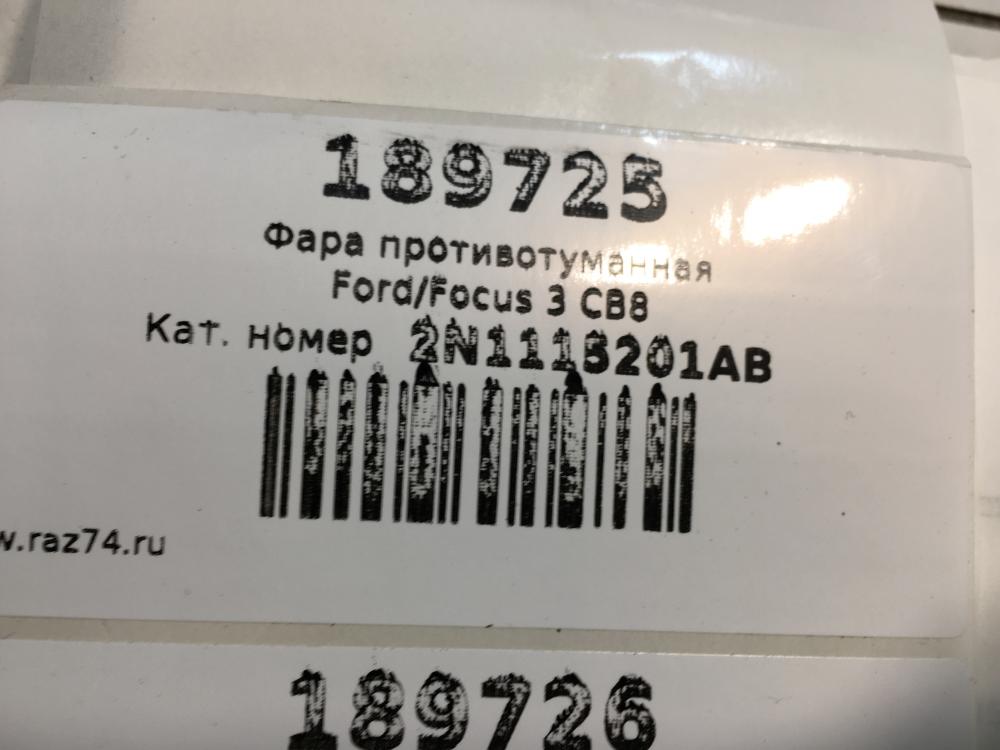 189725
Фара противотуманная
Ford/Focus 3 CB8
Кат. номер 2N1115201AB
w.raz74.ru
189726